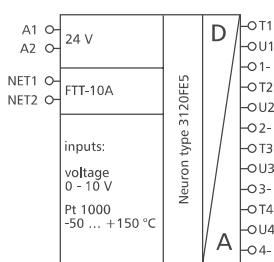 A1
A2
24 V
NET1
NET2
FTT-10A
inputs:
voltage
0 - 10 V
Pt 1000
-50 ... +150 °C
Neuron type 3120FE5
D
A
T1
U1
1-
T2
U2
2-
T3
U3
3-
T4
U4
4-